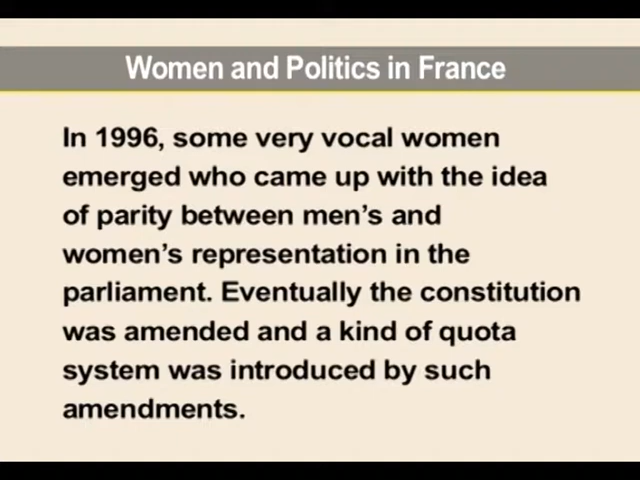 Women and Politics in France
In 1996, some very vocal women
emerged who came up with the idea
of parity between men's and
women's representation in the
parliament. Eventually the constitution
was amended and a kind of quota
system was introduced by such
amendments.